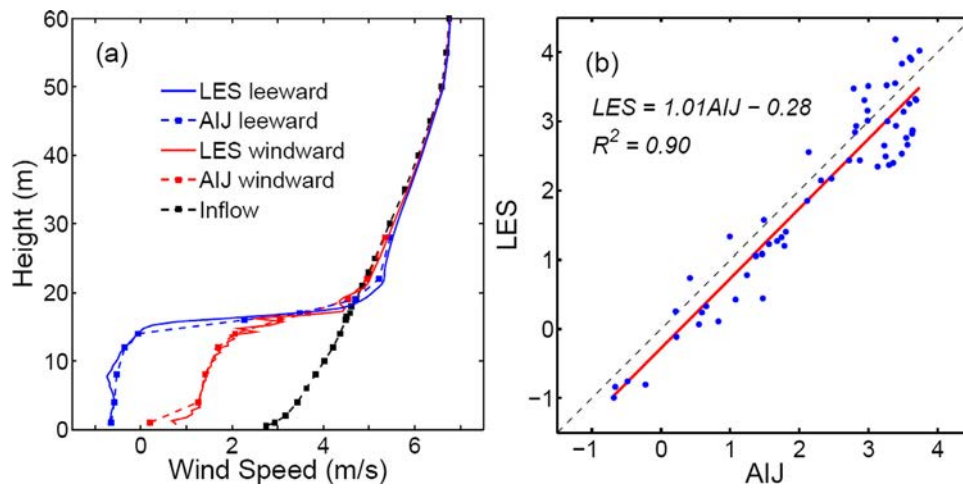 (a)
LES leeward
AIJ leeward
LES windward
AIJ windward
Inflow
Height (m)
60
50
40
30
20
10
0
0 2 4 6
Wind Speed (m/s)
(b)
LES = 1.01AIJ − 0.28
R² = 0.90
LES
4
3
2
1
0
−1
−1 0 1 2 3 4
AIJ